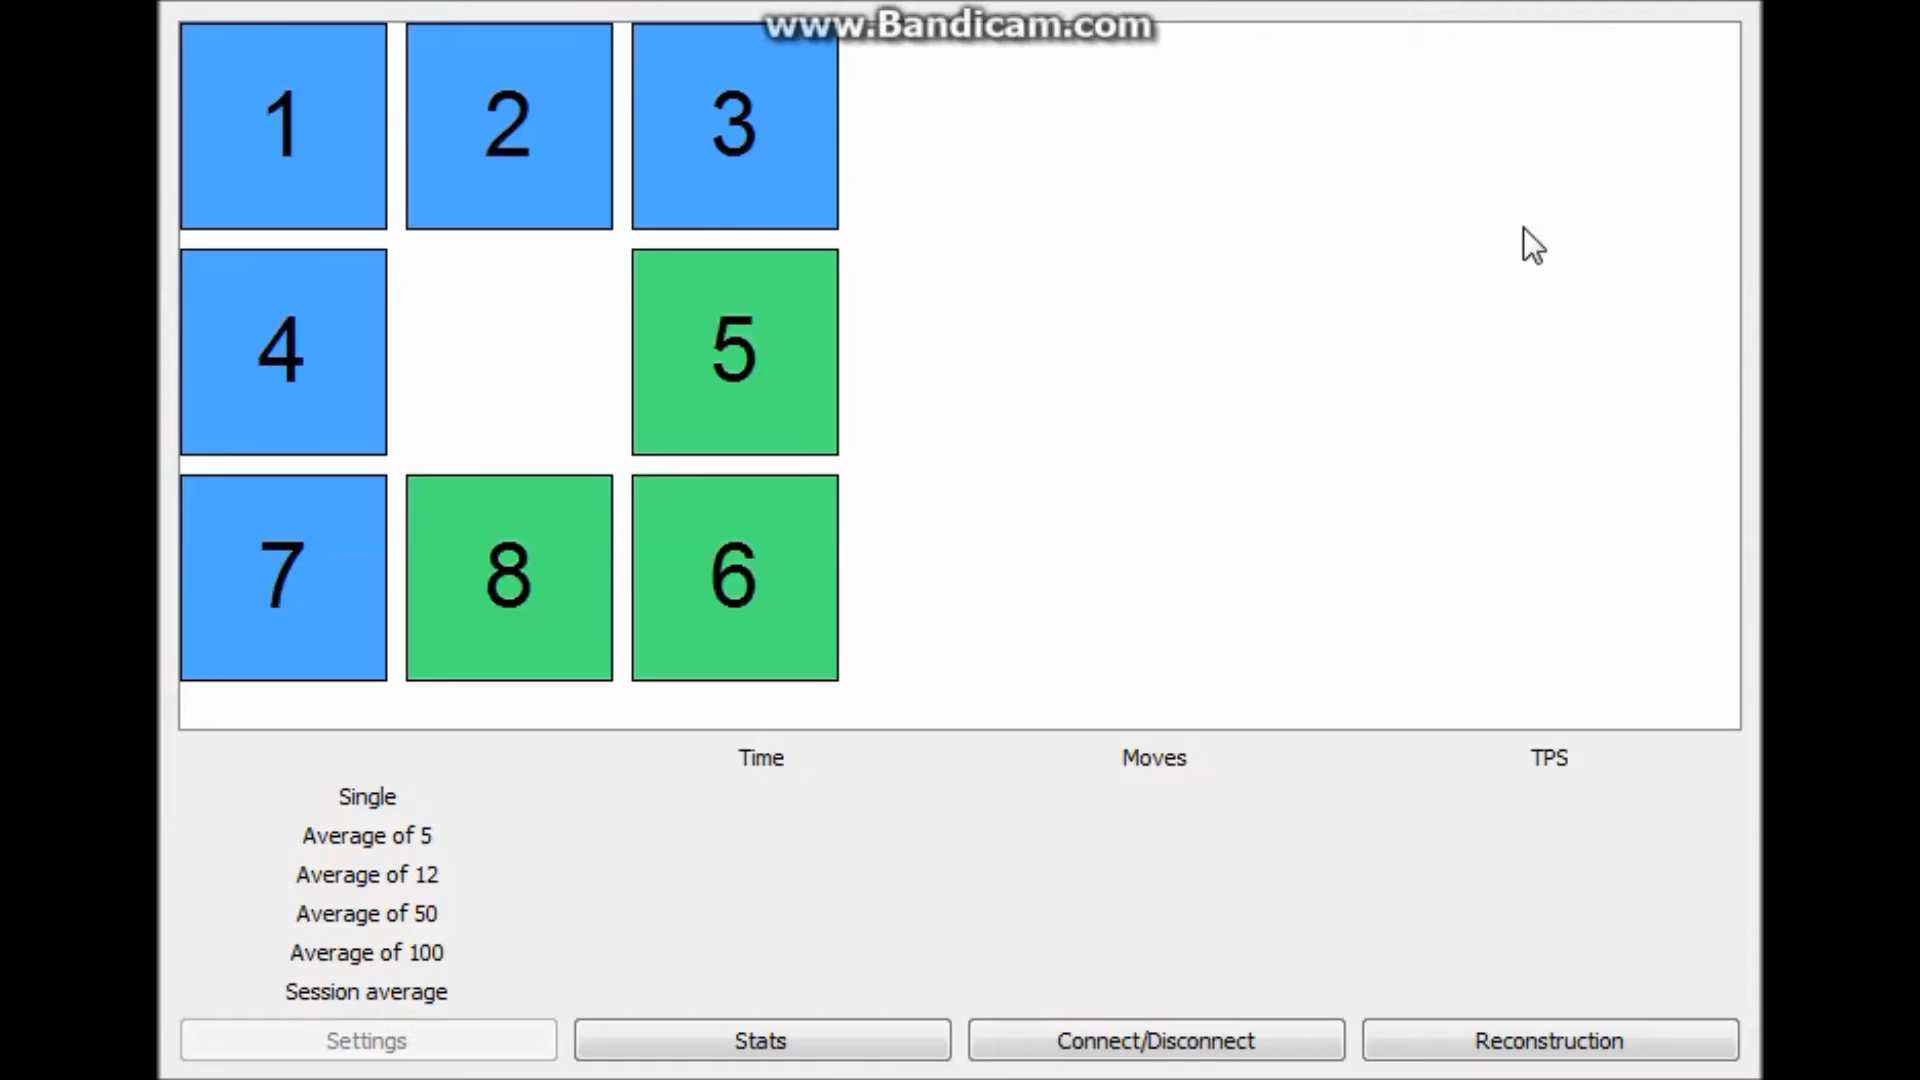 www.Bandicam.com
1 2 3
4 5
7 8 6
Time Moves TPS
Single
Average of 5
Average of 12
Average of 50
Average of 100
Session average
Settings Stats Connect/Disconnect Reconstruction